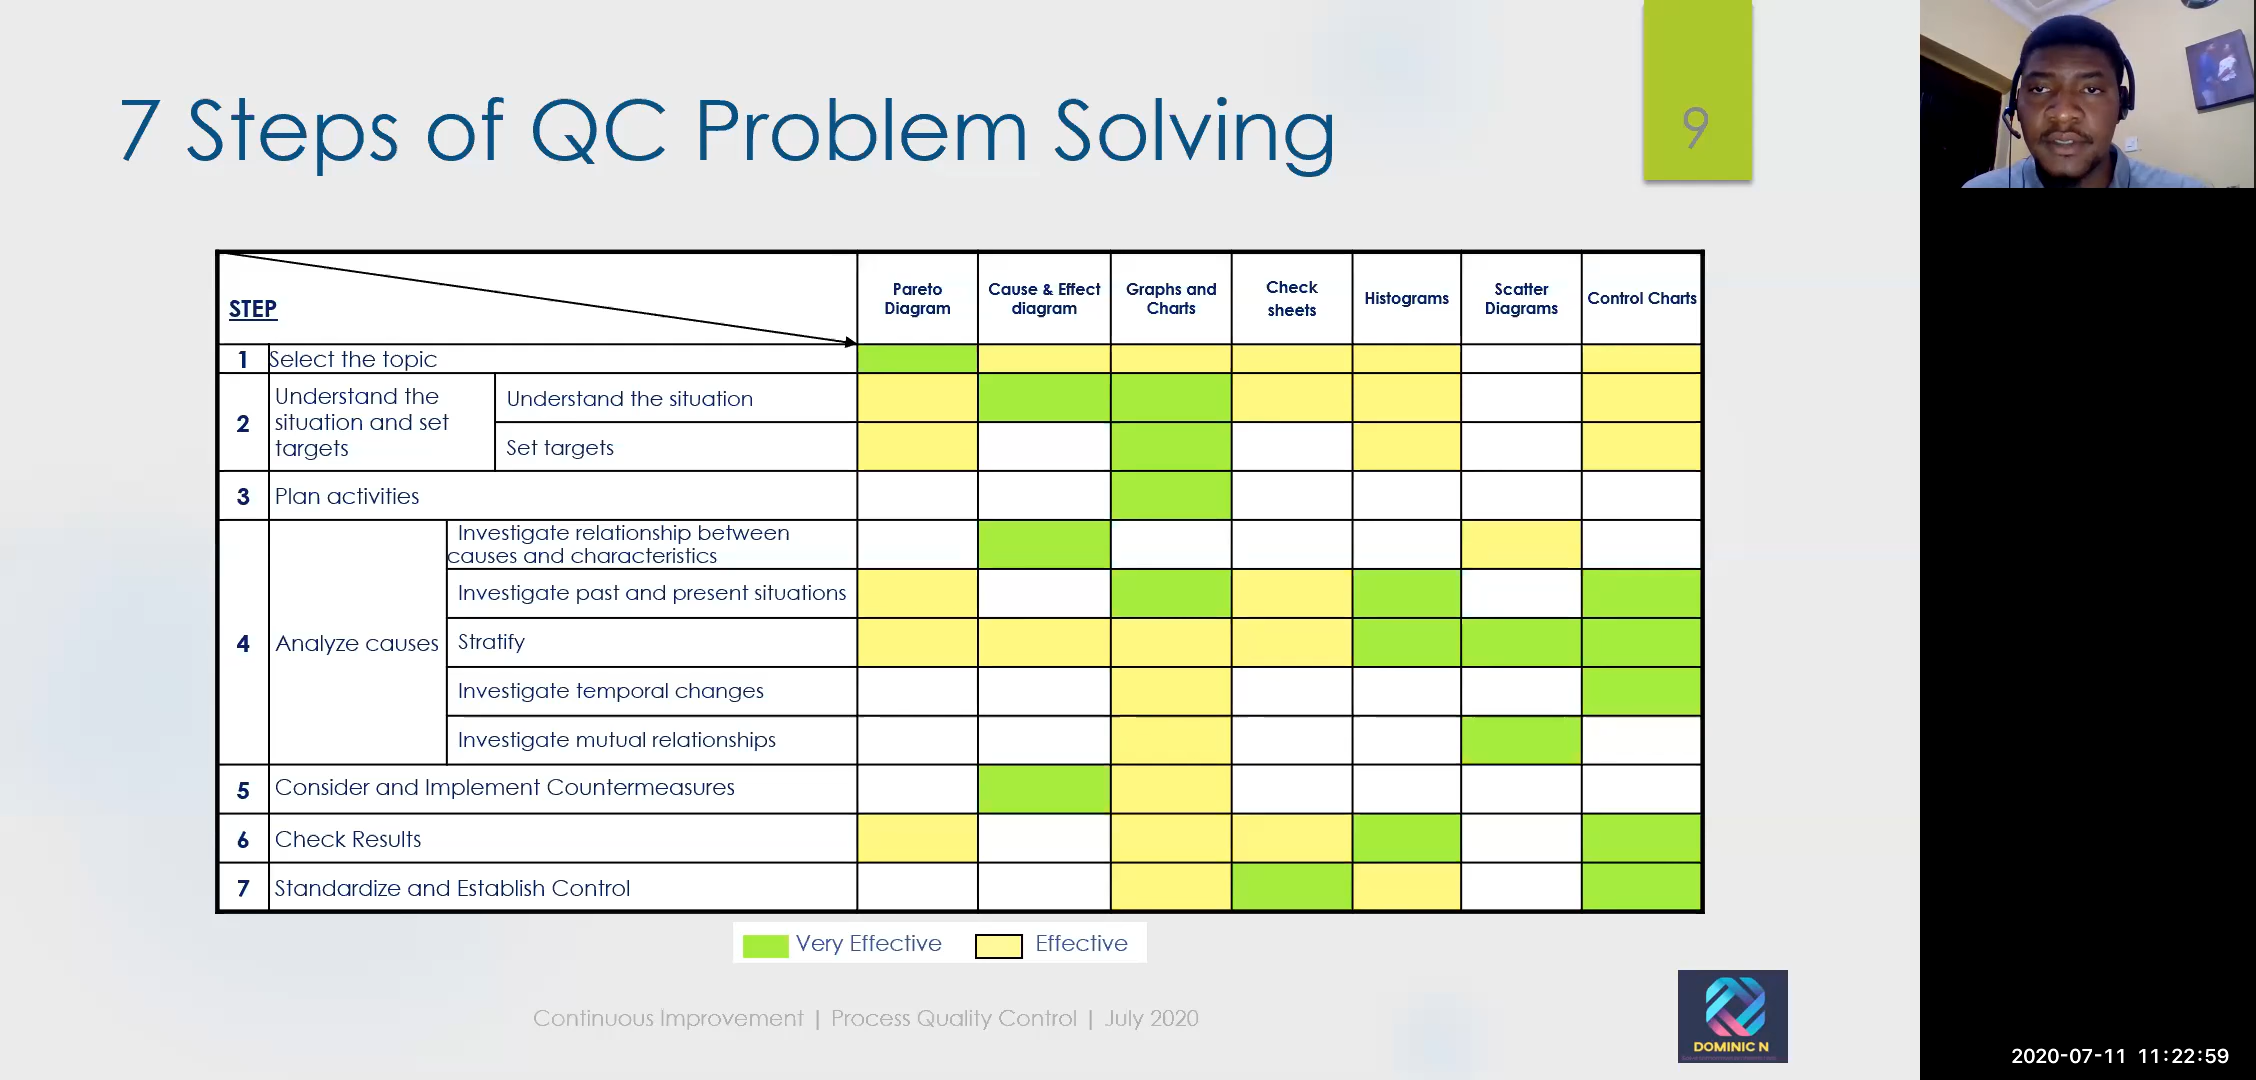 7 Steps of QC Problem Solving
9
STEP
Pareto
Diagram
Cause & Effect
diagram
Graphs and
Charts
Check
sheets
Histograms
Scatter
Diagrams
Control Charts
1 Select the topic
2
Understand the
situation and set
targets
Understand the situation
Set targets
3 Plan activities
4 Analyze causes
Investigate relationship between
causes and characteristics
Investigate past and present situations
Stratify
Investigate temporal changes
Investigate mutual relationships
5 Consider and Implement Countermeasures
6 Check Results
7 Standardize and Establish Control
Very Effective Effective
Continuous Improvement | Process Quality Control | July 2020
DOMINIC N
2020-07-11 11:22:59